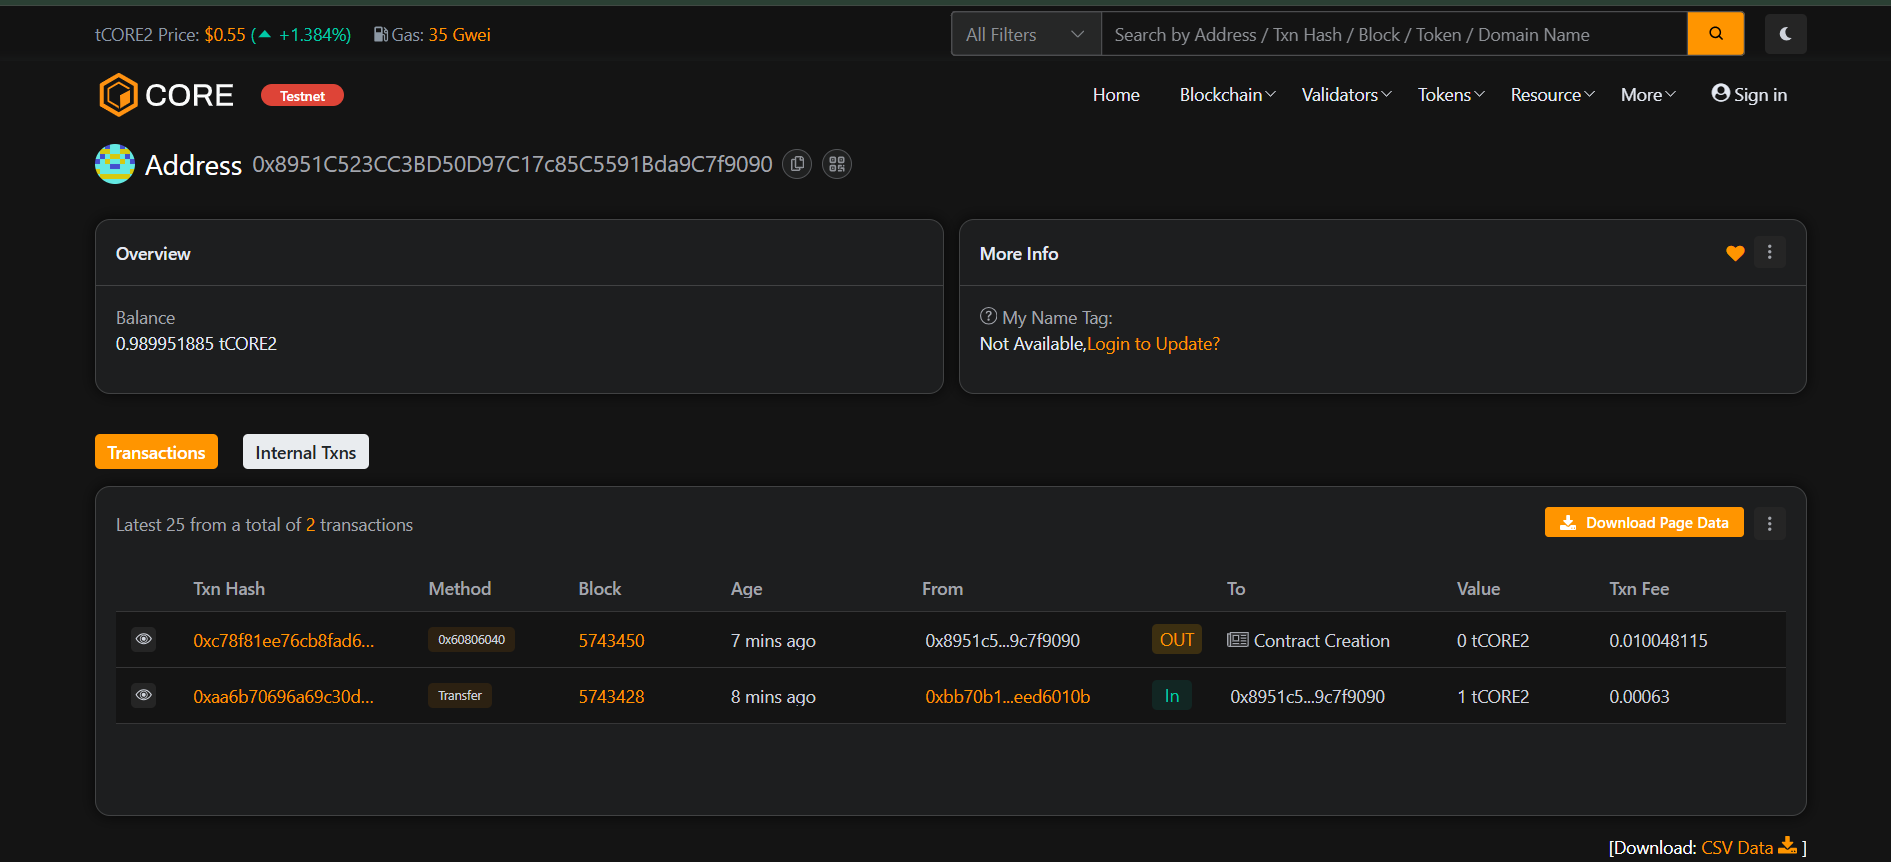 tCORE2 Price: $0.55 ( +1.384%) Gas: 35 Gwei
All Filters
Search by Address / Txn Hash / Block / Token / Domain Name
CORE Testnet
Home Blockchain Validators Tokens Resource More Sign in
Address 0x8951C523CC3BD50D97C17c85C5591Bda9C7f9090
Overview
Balance
0.989951885 tCORE2
More Info
My Name Tag:
Not Available,Login to Update?
Transactions Internal Txns
Latest 25 from a total of 2 transactions
Download Page Data
Txn Hash Method Block Age From To Value Txn Fee
0xc78f81ee76cb8fad6... 0x60806040 5743450 7 mins ago 0x8951c5...9c7f9090 OUT Contract Creation 0 tCORE2 0.010048115
0xaa6b70696a69c30d... Transfer 5743428 8 mins ago 0xbb70b1...eed6010b In 0x8951c5...9c7f9090 1 tCORE2 0.00063
[Download: CSV Data ]